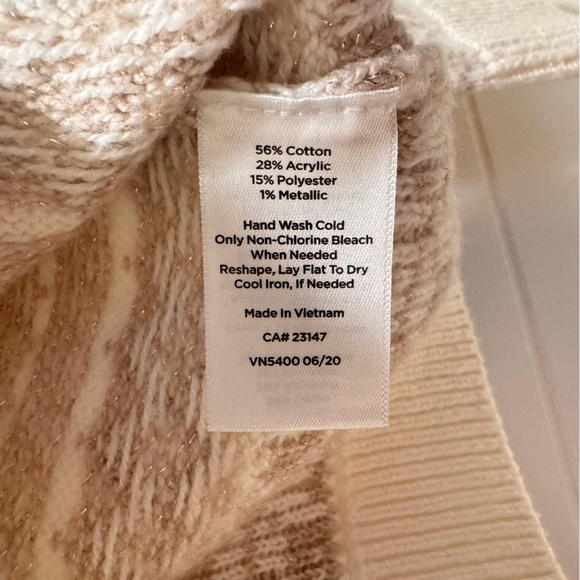 56% Cotton
28% Acrylic
15% Polyester
1% Metallic
Hand Wash Cold
Only Non-Chlorine Bleach
When Needed
Reshape, Lay Flat To Dry
Cool Iron, If Needed
Made In Vietnam
CA# 23147
VN5400 06/20